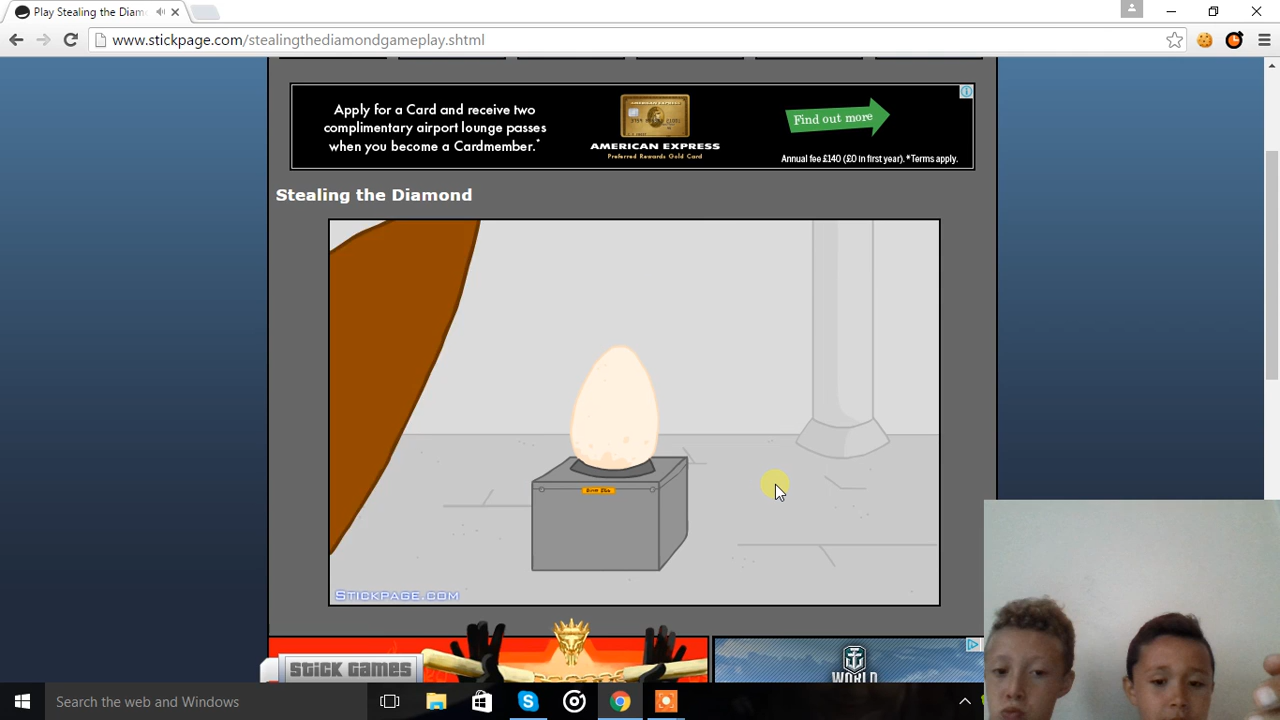 Play Stealing the Diam
www.stickpage.com/stealingthediamondgameplay.shtml
Apply for a Card and receive two
complimentary airport lounge passes
when you become a Cardmember.*
AMERICAN EXPRESS
Preferred Rewards Gold Card
Find out more
Annual fee £140 (£0 in first year). *Terms apply.
Stealing the Diamond
STICKPAGE.COM
STICK GAMES
WORLD
Search the web and Windows